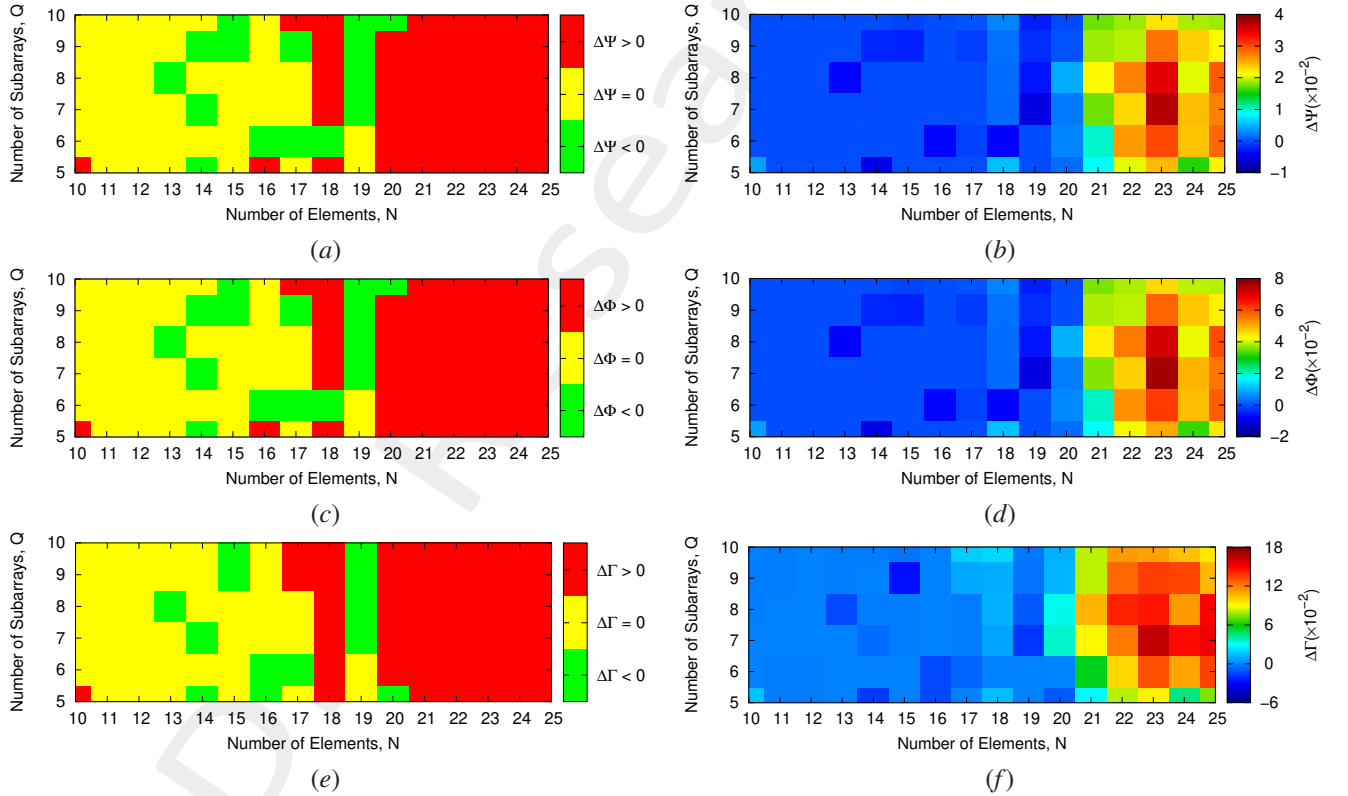 Number of Subarrays, Q
10
9
8
7
6
5
10 11 12 13 14 15 16 17 18 19 20 21 22 23 24 25
Number of Elements, N
ΔΨ > 0
ΔΨ = 0
ΔΨ < 0
(a)
Number of Subarrays, Q
10
9
8
7
6
5
10 11 12 13 14 15 16 17 18 19 20 21 22 23 24 25
Number of Elements, N
4
3
2
1
0
−1
ΔΨ(×10⁻²)
(b)
Number of Subarrays, Q
10
9
8
7
6
5
10 11 12 13 14 15 16 17 18 19 20 21 22 23 24 25
Number of Elements, N
ΔΦ > 0
ΔΦ = 0
ΔΦ < 0
(c)
Number of Subarrays, Q
10
9
8
7
6
5
10 11 12 13 14 15 16 17 18 19 20 21 22 23 24 25
Number of Elements, N
8
6
4
2
0
−2
ΔΦ(×10⁻²)
(d)
Number of Subarrays, Q
10
9
8
7
6
5
10 11 12 13 14 15 16 17 18 19 20 21 22 23 24 25
Number of Elements, N
ΔΓ > 0
ΔΓ = 0
ΔΓ < 0
(e)
Number of Subarrays, Q
10
9
8
7
6
5
10 11 12 13 14 15 16 17 18 19 20 21 22 23 24 25
Number of Elements, N
18
12
6
0
−6
ΔΓ(×10⁻²)
(f)